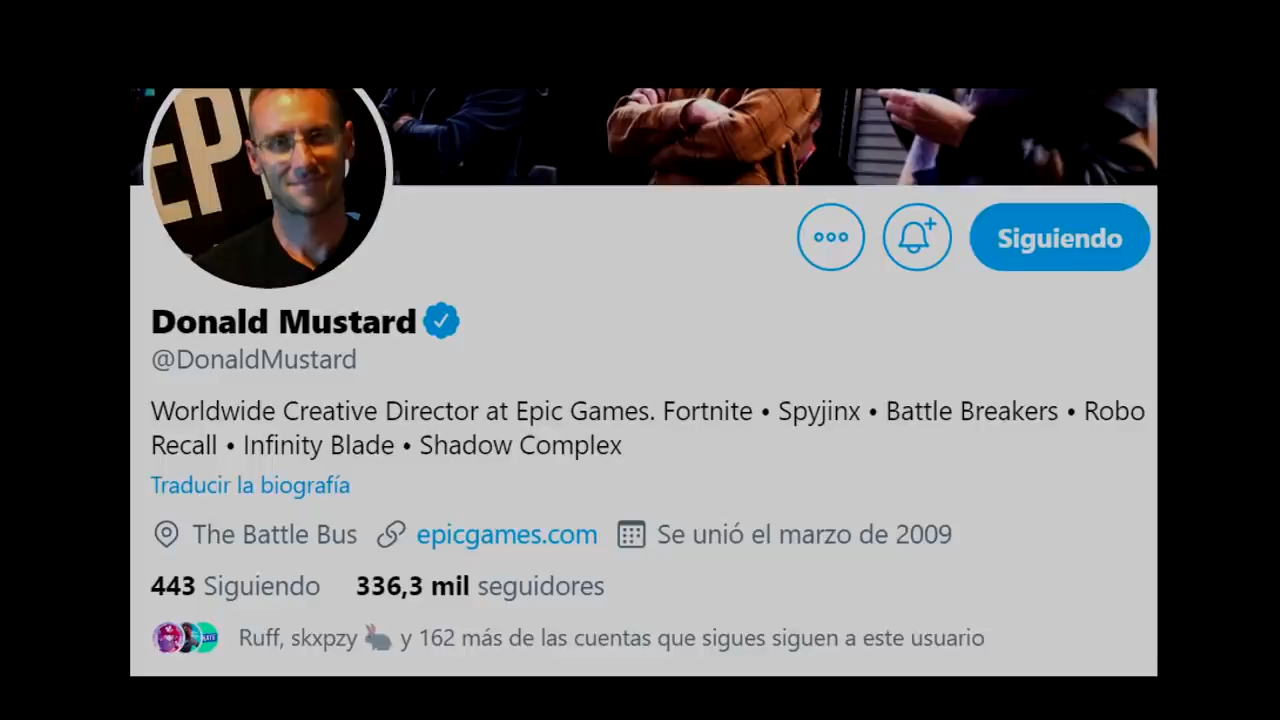 EPI
Siguiendo
Donald Mustard
@DonaldMustard
Worldwide Creative Director at Epic Games. Fortnite • Spyjinx • Battle Breakers • Robo
Recall • Infinity Blade • Shadow Complex
Traducir la biografía
The Battle Bus epicgames.com Se unió el marzo de 2009
443 Siguiendo 336,3 mil seguidores
Ruff, skxpzy 🐇 y 162 más de las cuentas que sigues siguen a este usuario